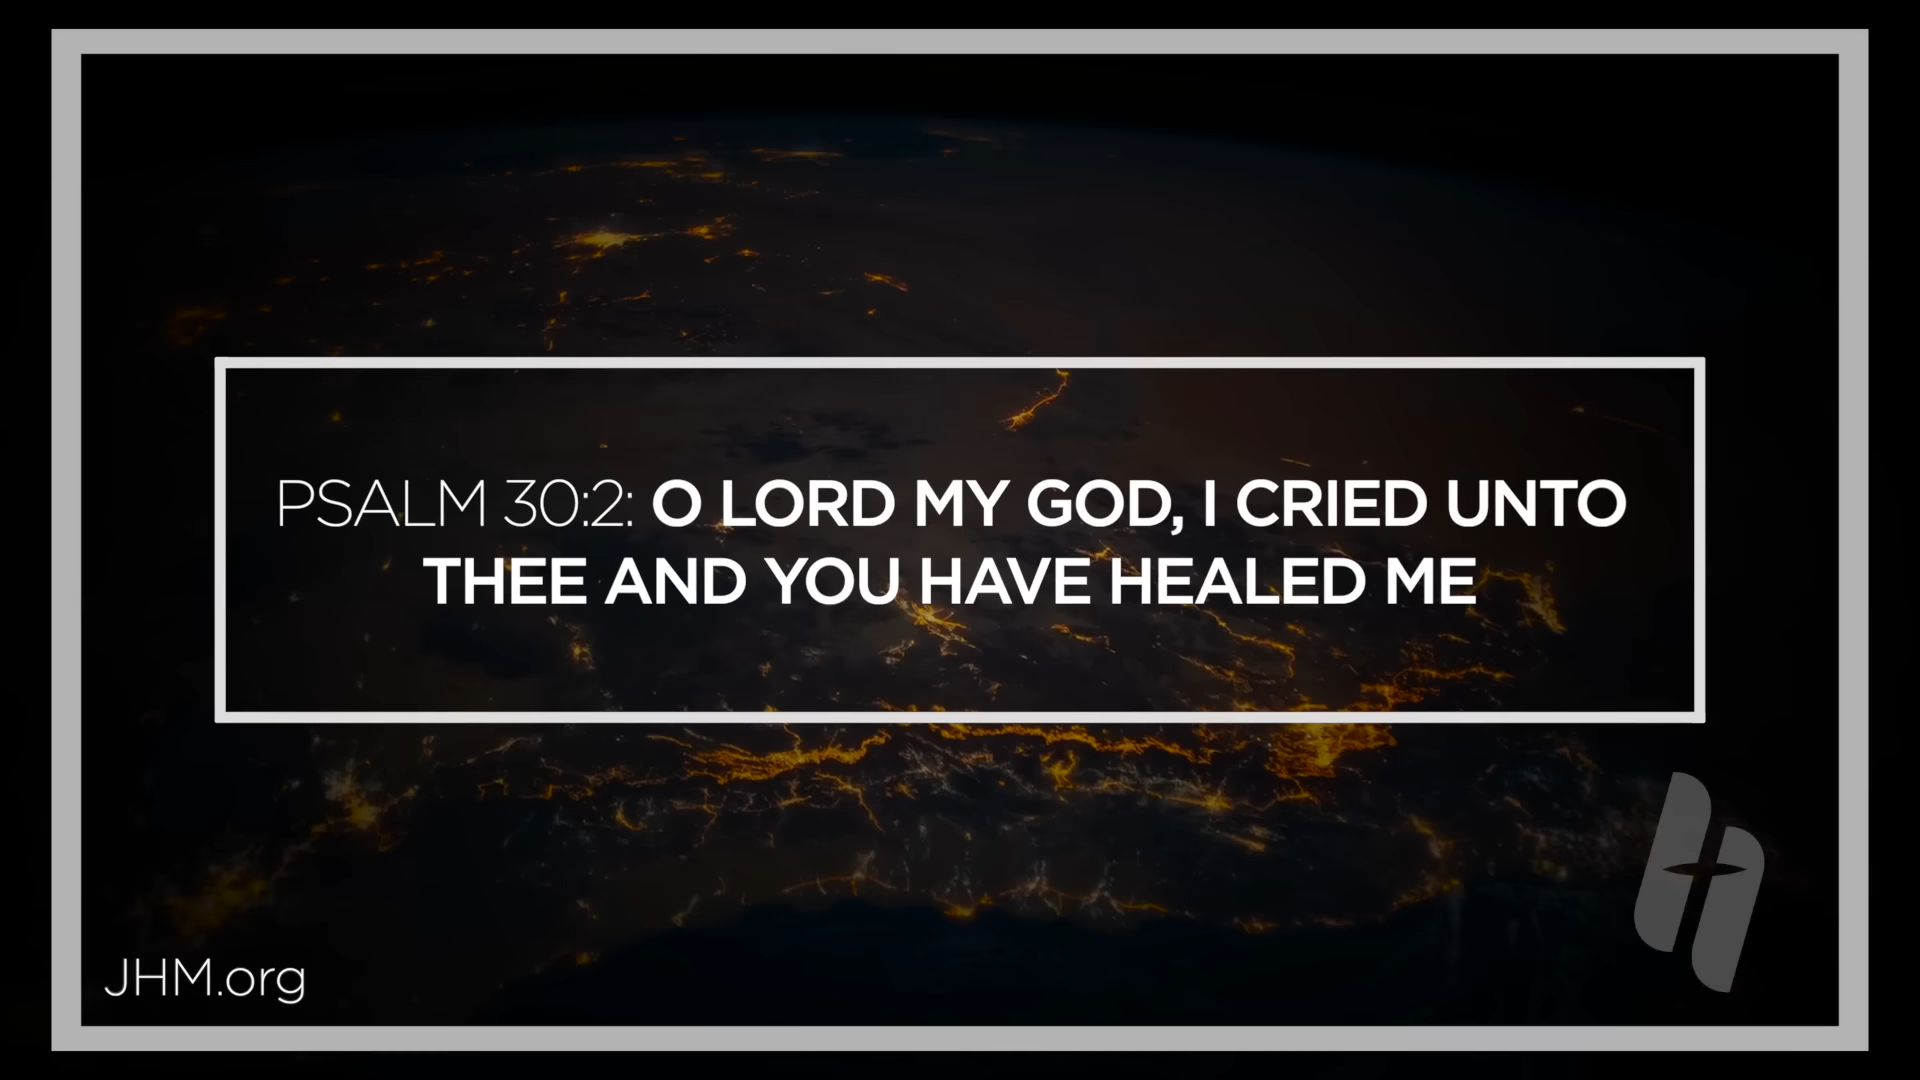 PSALM 30:2: O LORD MY GOD, I CRIED UNTO
THEE AND YOU HAVE HEALED ME
JHM.org